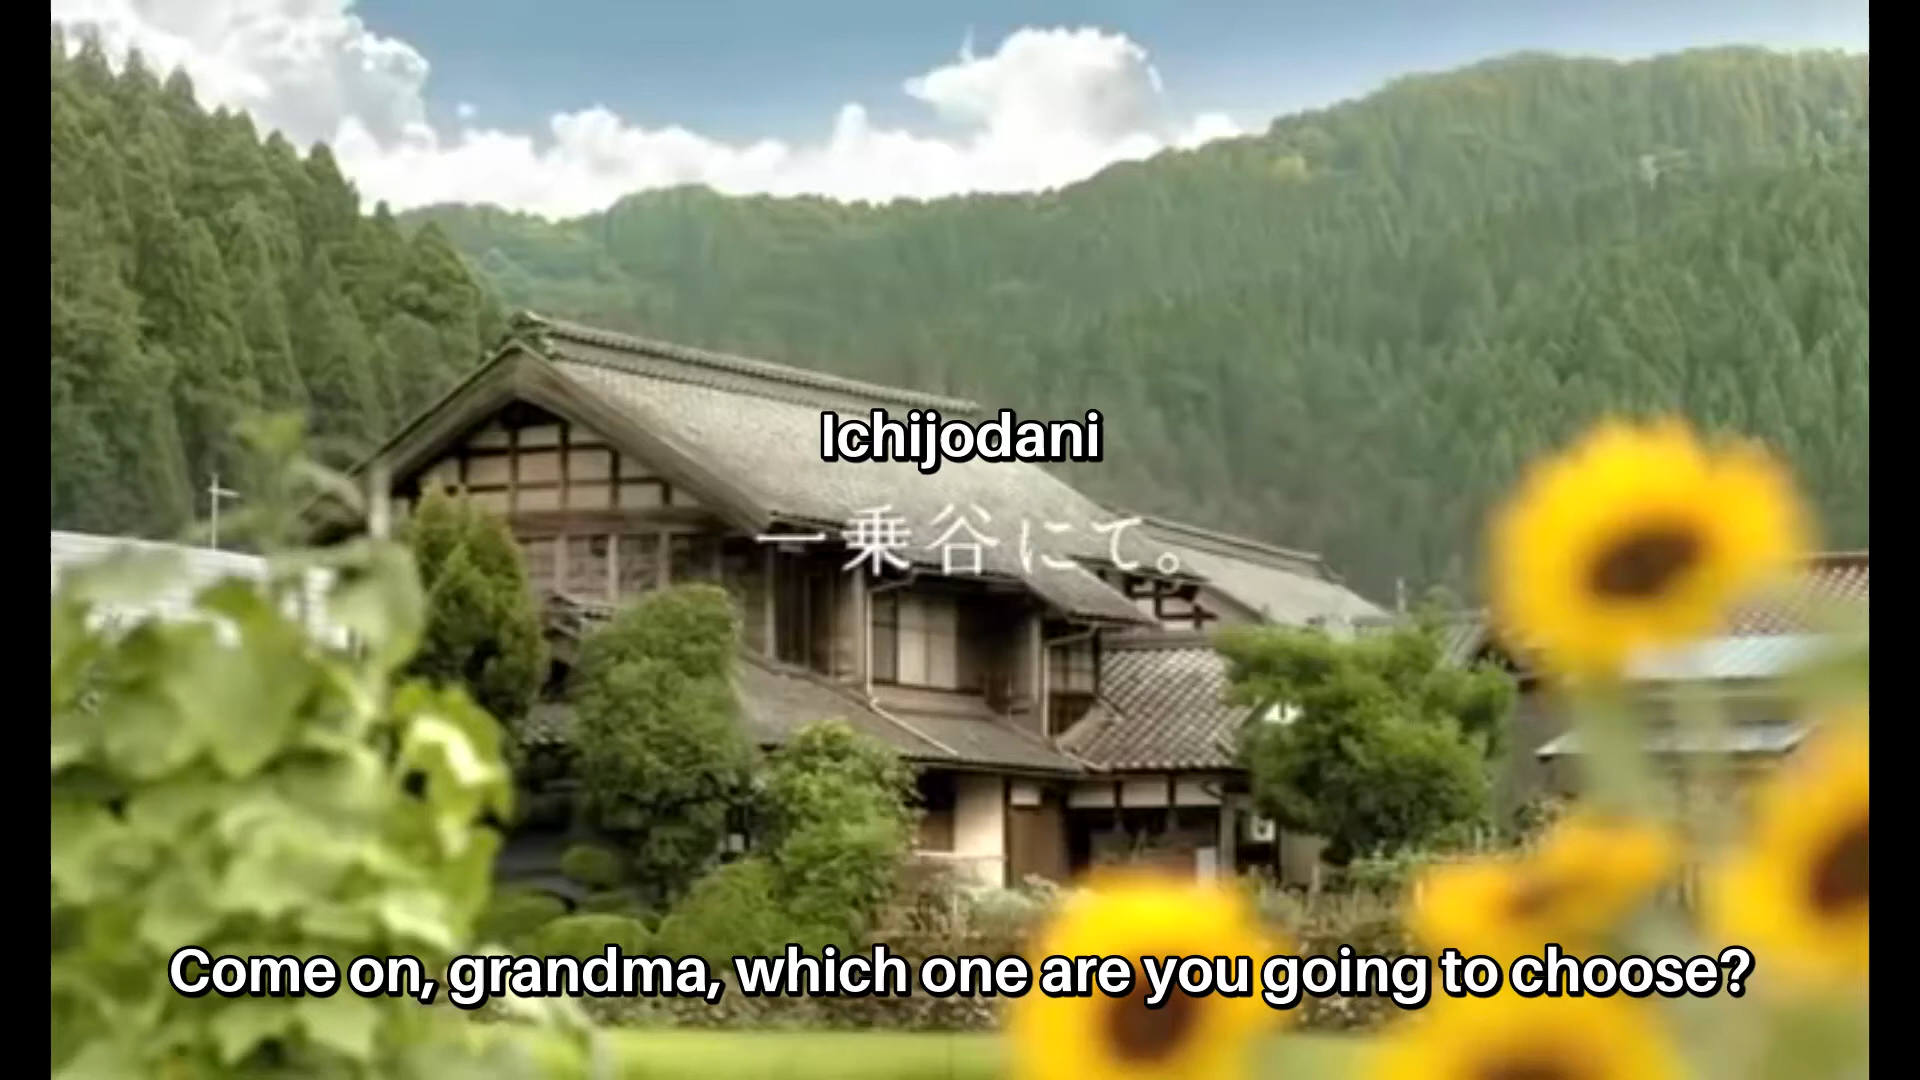 Ichijodani
一乗谷にて。
Come on, grandma, which one are you going to choose?